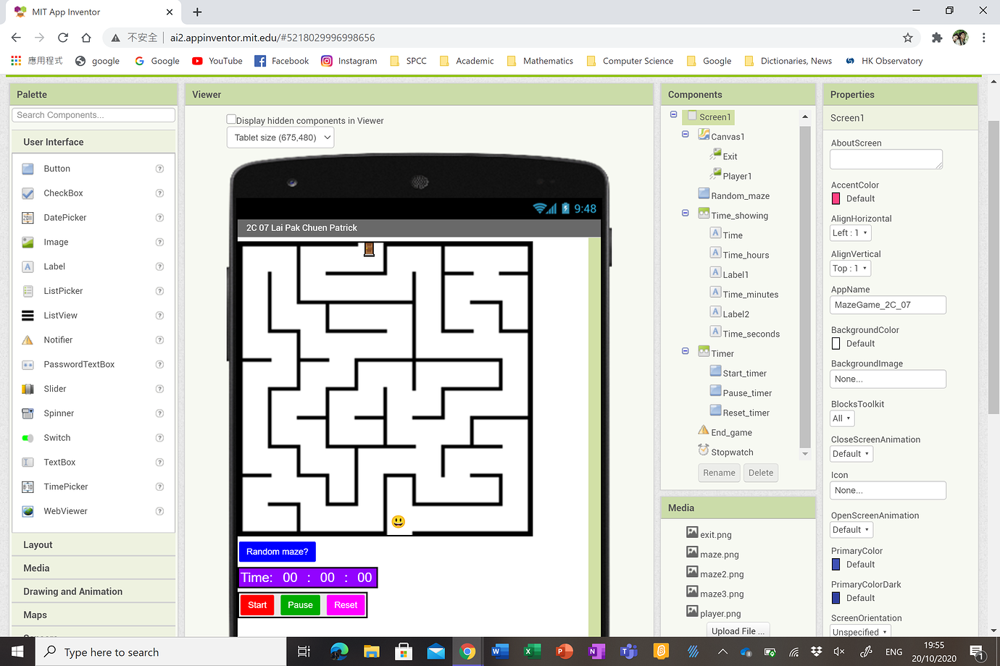 MIT App Inventor
不安全 ai2.appinventor.mit.edu/#5218029996998656
應用程式 google Google YouTube Facebook Instagram SPCC Academic Mathematics Computer Science Google Dictionaries, News HK Observatory
Palette
Search Components...
User Interface
Button
CheckBox
DatePicker
Image
Label
ListPicker
ListView
Notifier
PasswordTextBox
Slider
Spinner
Switch
TextBox
TimePicker
WebViewer
Layout
Media
Drawing and Animation
Maps
Viewer
Display hidden components in Viewer
Tablet size (675,480)
9:48
2C 07 Lai Pak Chuen Patrick
Random maze?
Time: 00 : 00 : 00
Start Pause Reset
Components
Screen1
Canvas1
Exit
Player1
Random_maze
Time_showing
Time
Time_hours
Label1
Time_minutes
Label2
Time_seconds
Timer
Start_timer
Pause_timer
Reset_timer
End_game
Stopwatch
Rename Delete
Media
exit.png
maze.png
maze2.png
maze3.png
player.png
Upload File ...
Properties
Screen1
AboutScreen
AccentColor
Default
AlignHorizontal
Left : 1
AlignVertical
Top : 1
AppName
MazeGame_2C_07
BackgroundColor
Default
BackgroundImage
None...
BlocksToolkit
All
CloseScreenAnimation
Default
Icon
None...
OpenScreenAnimation
Default
PrimaryColor
Default
PrimaryColorDark
Default
ScreenOrientation
Unspecified
Type here to search
ENG
19:55
20/10/2020
1